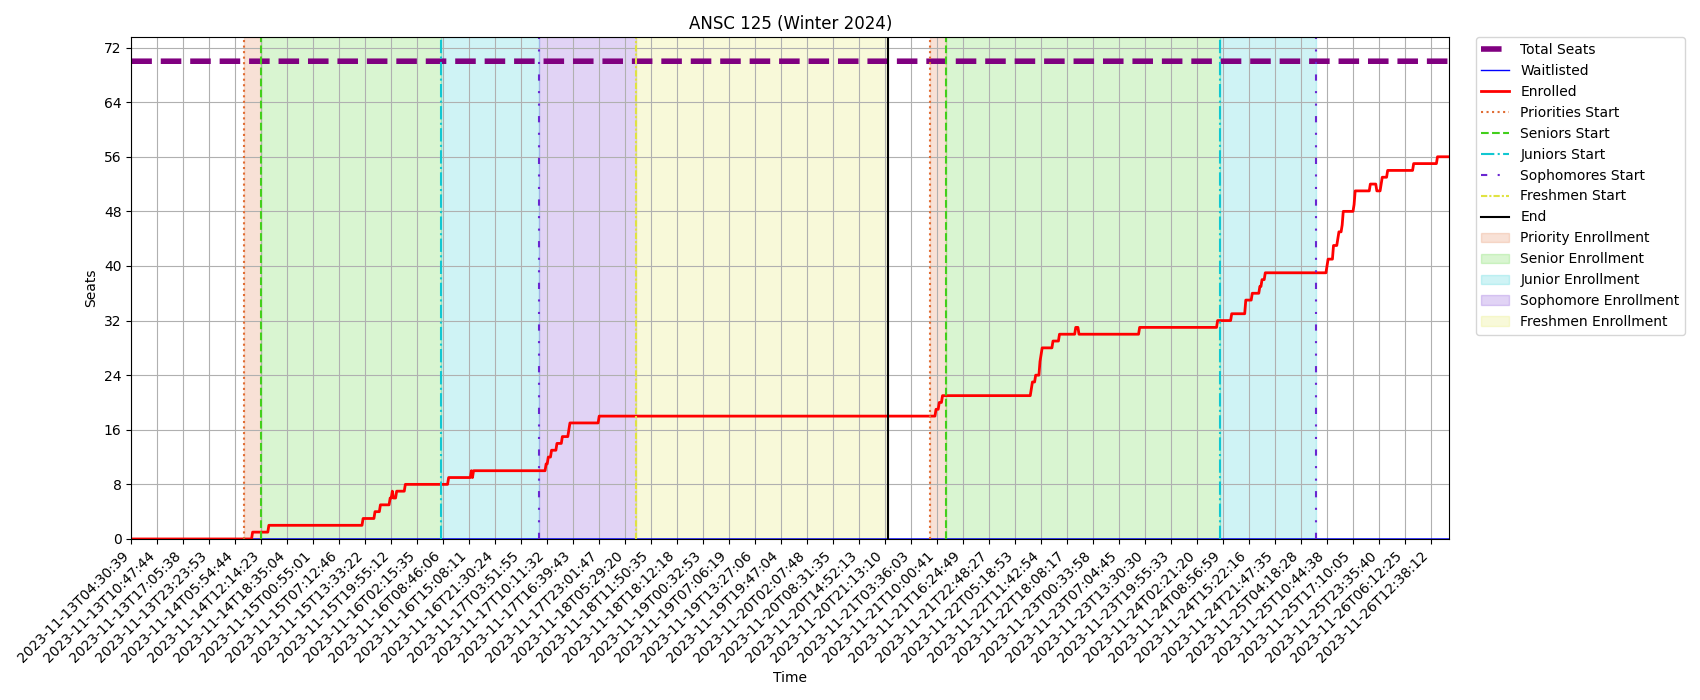 ANSC 125 (Winter 2024)
72
64
56
48
40
32
24
16
8
0
Seats
2023-11-13T04:30:39
2023-11-13T10:47:44
2023-11-13T17:05:38
2023-11-13T23:23:53
2023-11-14T05:54:44
2023-11-14T12:14:23
2023-11-14T18:35:04
2023-11-15T00:55:01
2023-11-15T07:12:46
2023-11-15T13:33:22
2023-11-15T19:55:12
2023-11-16T02:15:35
2023-11-16T08:46:06
2023-11-16T15:08:11
2023-11-16T21:30:24
2023-11-17T03:51:55
2023-11-17T10:11:32
2023-11-17T16:39:43
2023-11-17T23:01:47
2023-11-18T05:29:20
2023-11-18T11:50:35
2023-11-18T18:12:18
2023-11-19T00:32:53
2023-11-19T07:06:19
2023-11-19T13:27:06
2023-11-19T19:47:04
2023-11-20T02:07:48
2023-11-20T08:31:35
2023-11-20T14:52:13
2023-11-20T21:13:10
2023-11-21T03:36:03
2023-11-21T10:00:41
2023-11-21T16:24:49
2023-11-21T22:48:27
2023-11-22T05:18:53
2023-11-22T11:42:54
2023-11-22T18:08:17
2023-11-23T00:33:58
2023-11-23T07:04:45
2023-11-23T13:30:30
2023-11-23T19:55:33
2023-11-24T02:21:20
2023-11-24T08:56:59
2023-11-24T15:22:16
2023-11-24T21:47:35
2023-11-25T04:18:28
2023-11-25T10:44:38
2023-11-25T17:10:05
2023-11-25T23:35:40
2023-11-26T06:12:25
2023-11-26T12:38:12
Time
Total Seats
Waitlisted
Enrolled
Priorities Start
Seniors Start
Juniors Start
Sophomores Start
Freshmen Start
End
Priority Enrollment
Senior Enrollment
Junior Enrollment
Sophomore Enrollment
Freshmen Enrollment